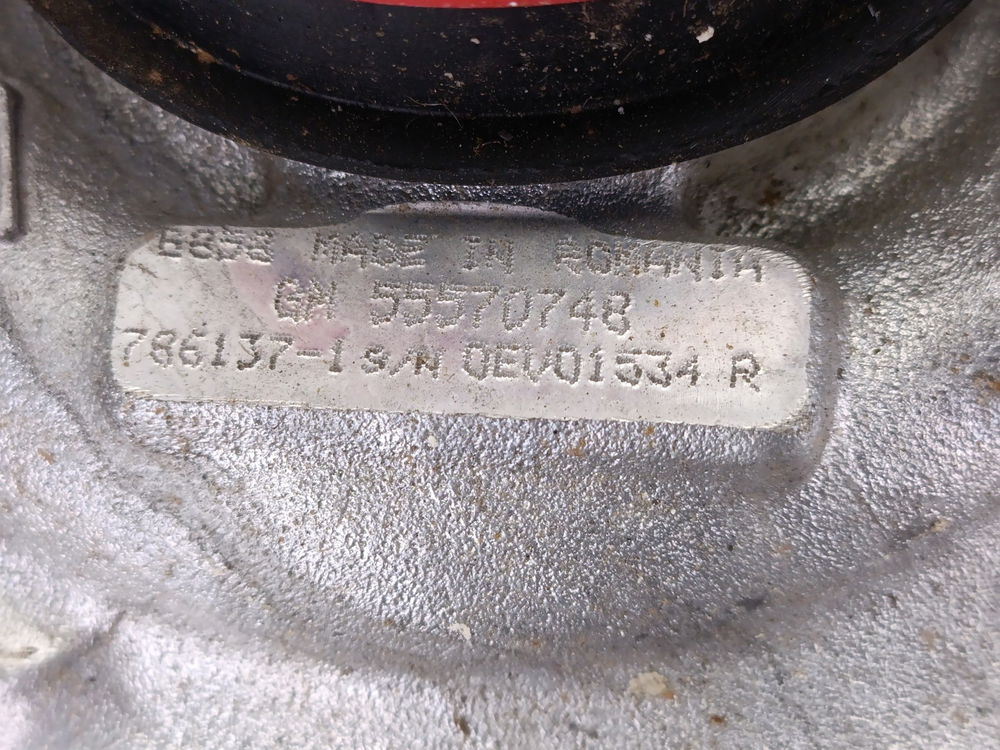 MADE IN ROMANIA
GM 55570748
786137-1 S/N 0EV01534 R